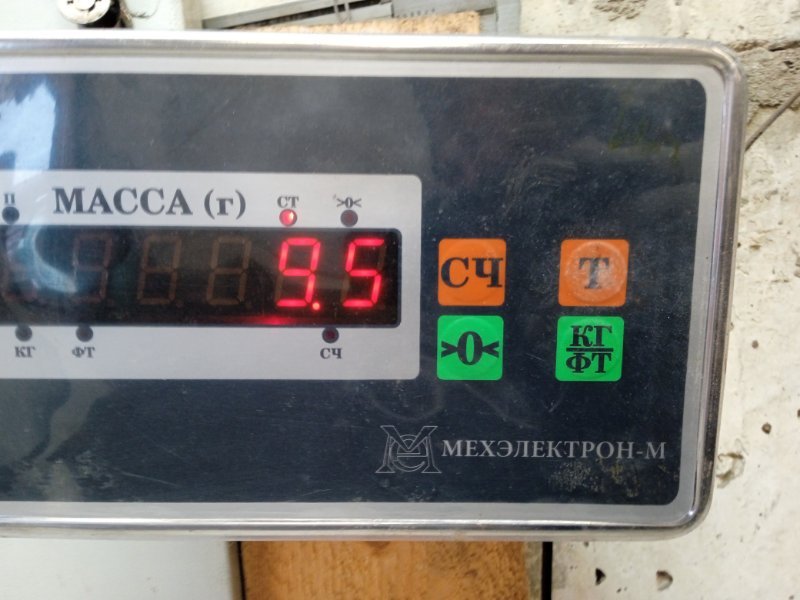 П МАССА (г) СТ >0<
9.5
КГ ФТ СЧ
СЧ Т
>0< КГ/ФТ
МЕХЭЛЕКТРОН-М